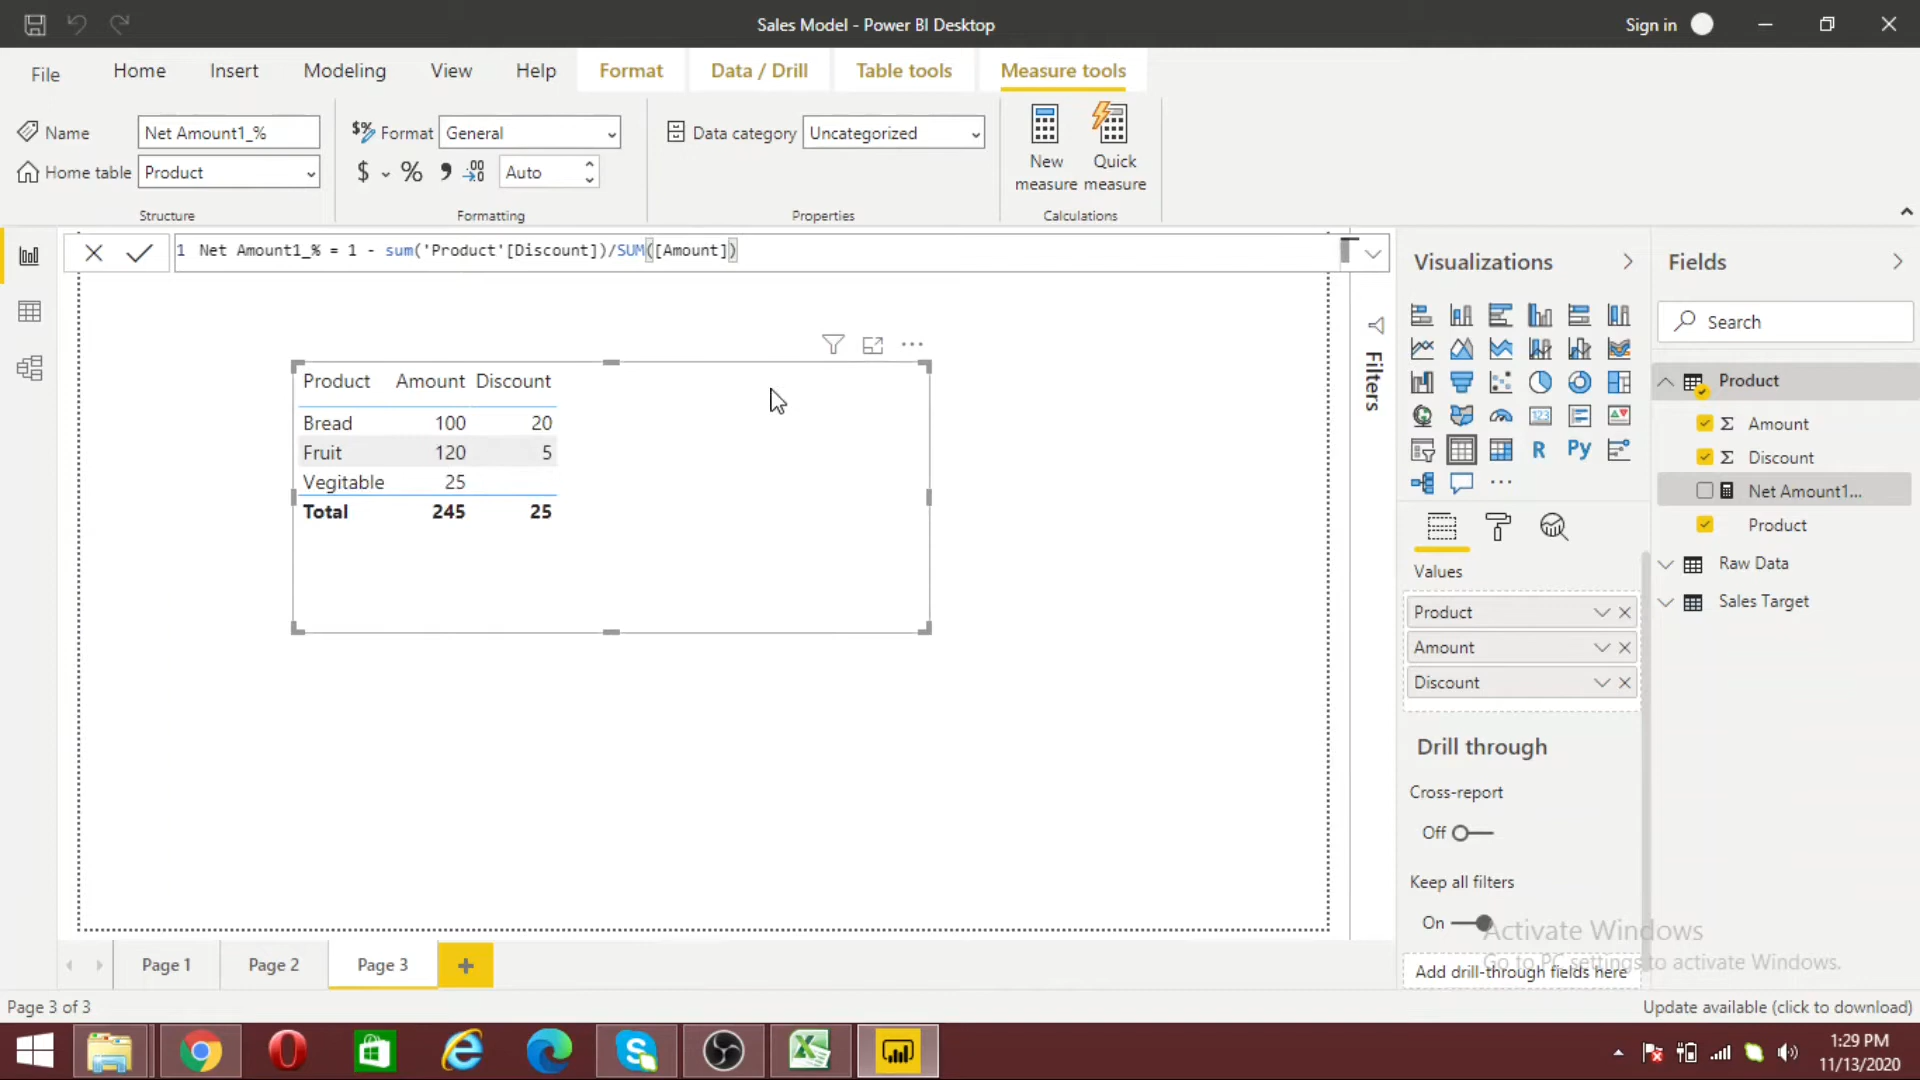 Sales Model - Power BI Desktop
Sign in
File
Home
Insert
Modeling
View
Help
Format
Data / Drill
Table tools
Measure tools
Name
Net Amount1_%
Home table
Product
Structure
Format
General
$
%
Auto
Formatting
Data category
Uncategorized
Properties
New measure
Quick measure
Calculations
1 Net Amount1_% = 1 - sum('Product'[Discount])/SUM([Amount])
Product Amount Discount
Bread 100 20
Fruit 120 5
Vegitable 25
Total 245 25
Filters
Visualizations
R
Py
123
Values
Product
Amount
Discount
Drill through
Cross-report
Off
Keep all filters
On
Add drill-through fields here
Fields
Search
Product
Amount
Discount
Net Amount1...
Product
Raw Data
Sales Target
Activate Windows
Go to PC settings to activate Windows.
Page 1
Page 2
Page 3
Page 3 of 3
Update available (click to download)
1:29 PM
11/13/2020